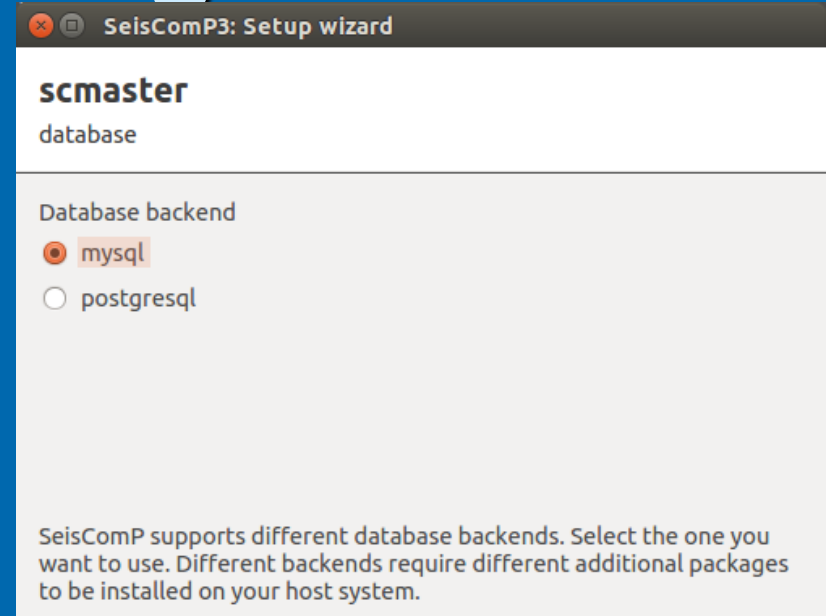 SeisComP3: Setup wizard
scmaster
database
Database backend
mysql
postgresql
SeisComP supports different database backends. Select the one you
want to use. Different backends require different additional packages
to be installed on your host system.